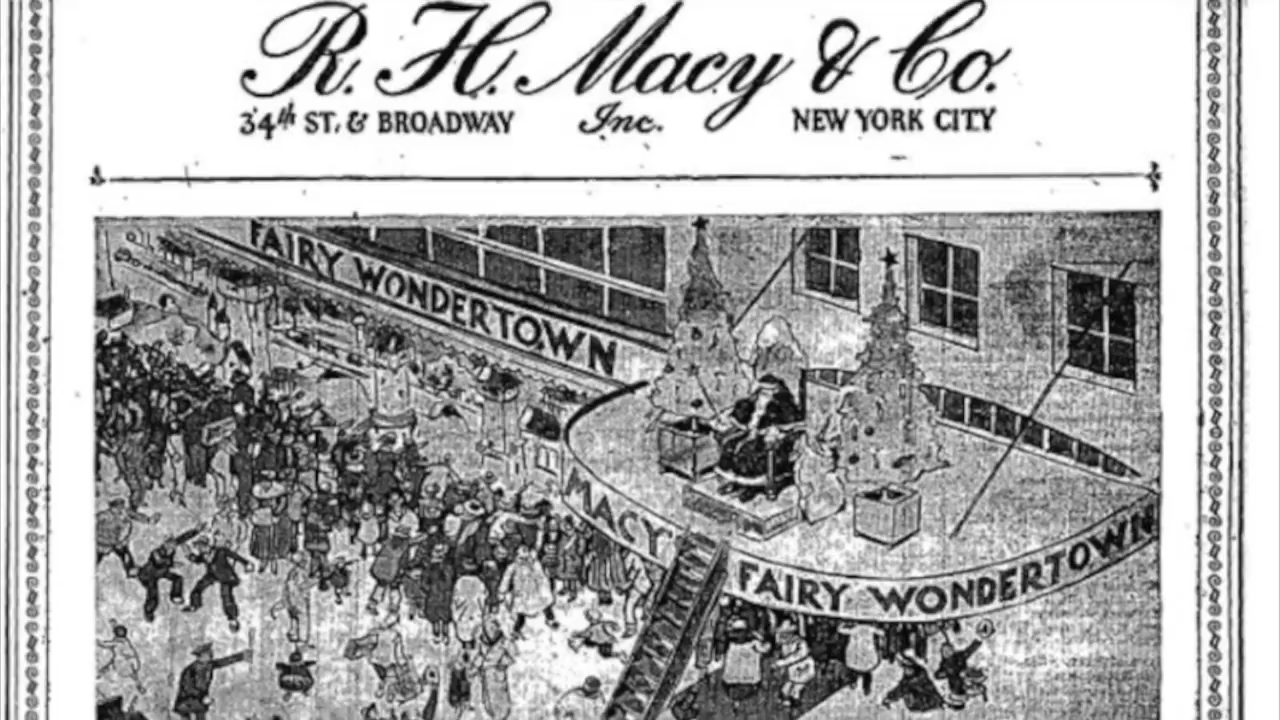 R. H. Macy & Co.
34th ST. & BROADWAY Inc. NEW YORK CITY
FAIRY WONDERTOWN
MACY
FAIRY WONDERTOWN